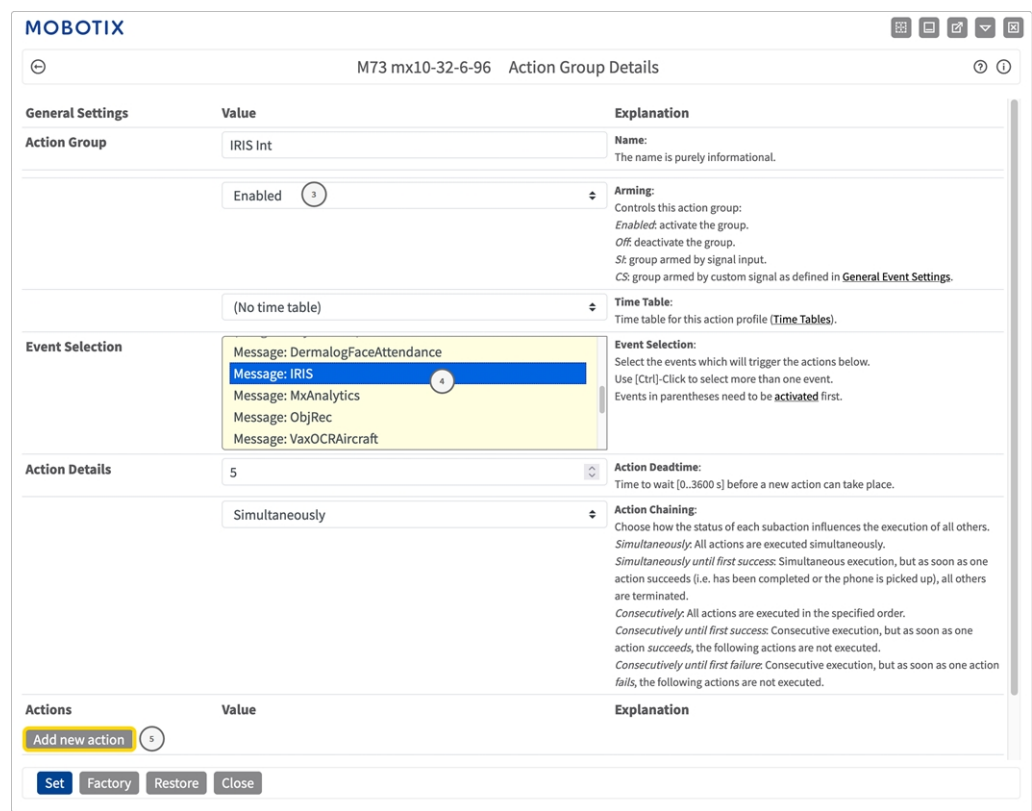 MOBOTIX
M73 mx10-32-6-96 Action Group Details
General Settings Value Explanation
Action Group IRIS Int Name:
The name is purely informational.
Enabled 3 Arming:
Controls this action group:
Enabled: activate the group.
Off: deactivate the group.
SI: group armed by signal input.
CS: group armed by custom signal as defined in General Event Settings.
(No time table) Time Table:
Time table for this action profile (Time Tables).
Event Selection Event Selection:
Message: DermalogFaceAttendance Select the events which will trigger the actions below.
Message: IRIS 4 Use [Ctrl]-Click to select more than one event.
Message: MxAnalytics Events in parentheses need to be activated first.
Message: ObjRec
Message: VaxOCRAircraft
Action Details 5 Action Deadtime:
Time to wait [0..3600 s] before a new action can take place.
Simultaneously Action Chaining:
Choose how the status of each subaction influences the execution of all others.
Simultaneously: All actions are executed simultaneously.
Simultaneously until first success: Simultaneous execution, but as soon as one
action succeeds (i.e. has been completed or the phone is picked up), all others
are terminated.
Consecutively: All actions are executed in the specified order.
Consecutively until first success: Consecutive execution, but as soon as one
action succeeds, the following actions are not executed.
Consecutively until first failure: Consecutive execution, but as soon as one action
fails, the following actions are not executed.
Actions Value Explanation
Add new action 5
Set Factory Restore Close